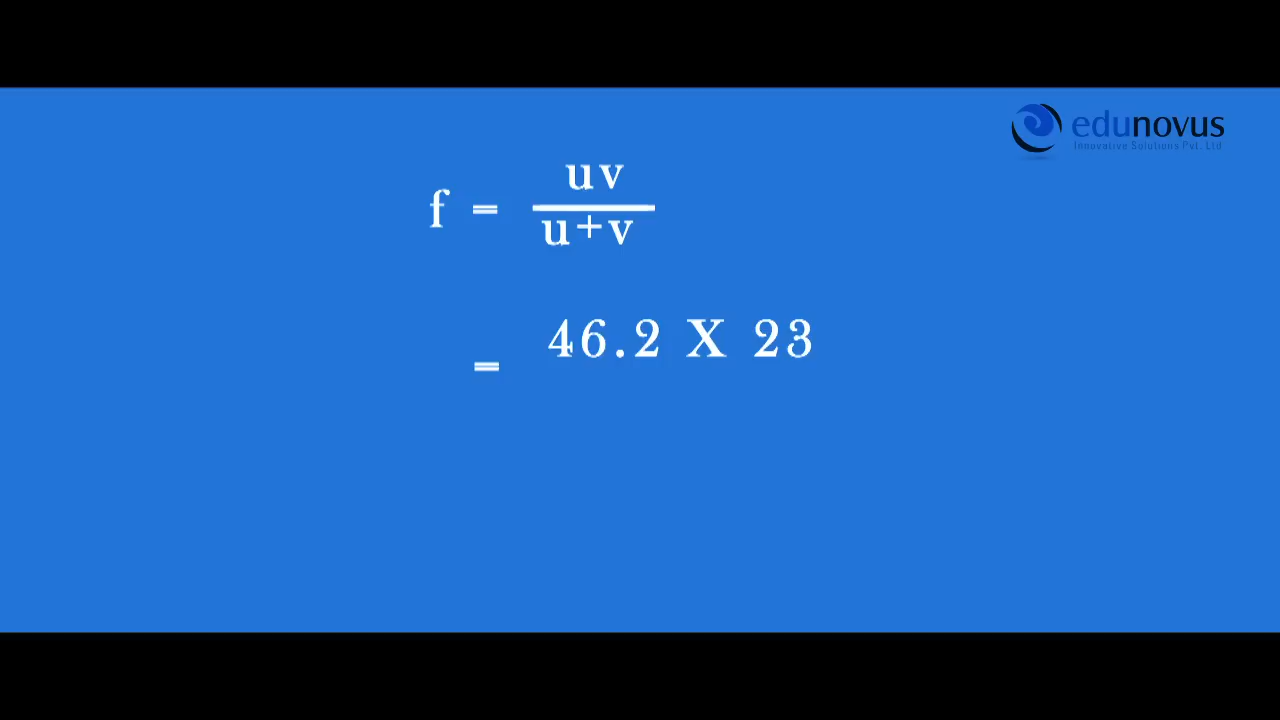 edunovus
Innovative Solutions Pvt. Ltd
f = uv
u+v
= 46.2 X 23